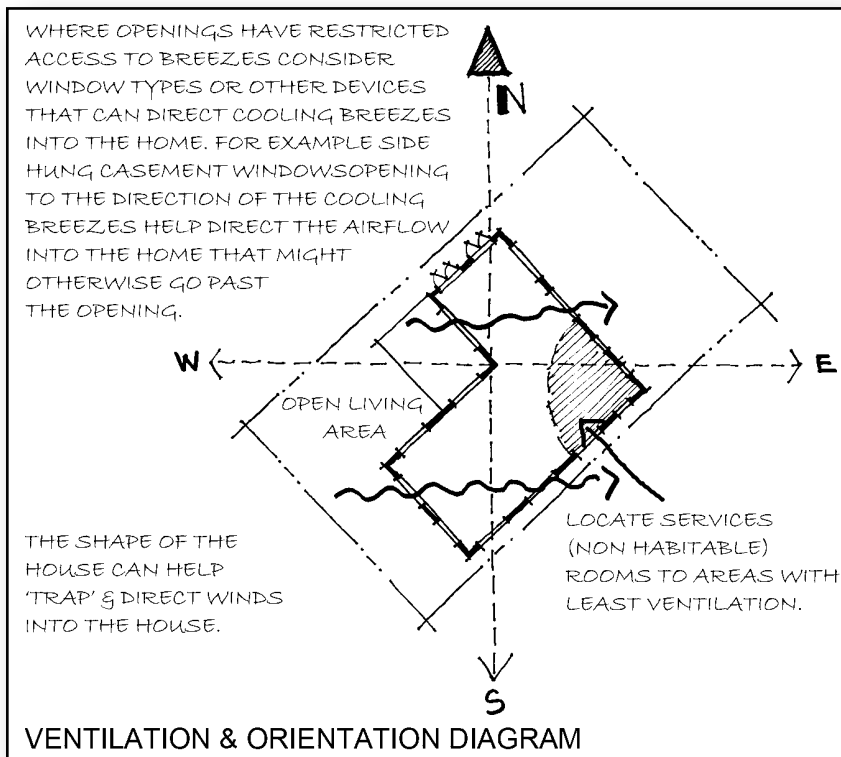 WHERE OPENINGS HAVE RESTRICTED
ACCESS TO BREEZES CONSIDER
WINDOW TYPES OR OTHER DEVICES
THAT CAN DIRECT COOLING BREEZES
INTO THE HOME. FOR EXAMPLE SIDE
HUNG CASEMENT WINDOWSOPENING
TO THE DIRECTION OF THE COOLING
BREEZES HELP DIRECT THE AIRFLOW
INTO THE HOME THAT MIGHT
OTHERWISE GO PAST
THE OPENING.
N
W
E
OPEN LIVING
AREA
THE SHAPE OF THE
HOUSE CAN HELP
'TRAP' & DIRECT WINDS
INTO THE HOUSE.
LOCATE SERVICES
(NON HABITABLE)
ROOMS TO AREAS WITH
LEAST VENTILATION.
S
VENTILATION & ORIENTATION DIAGRAM